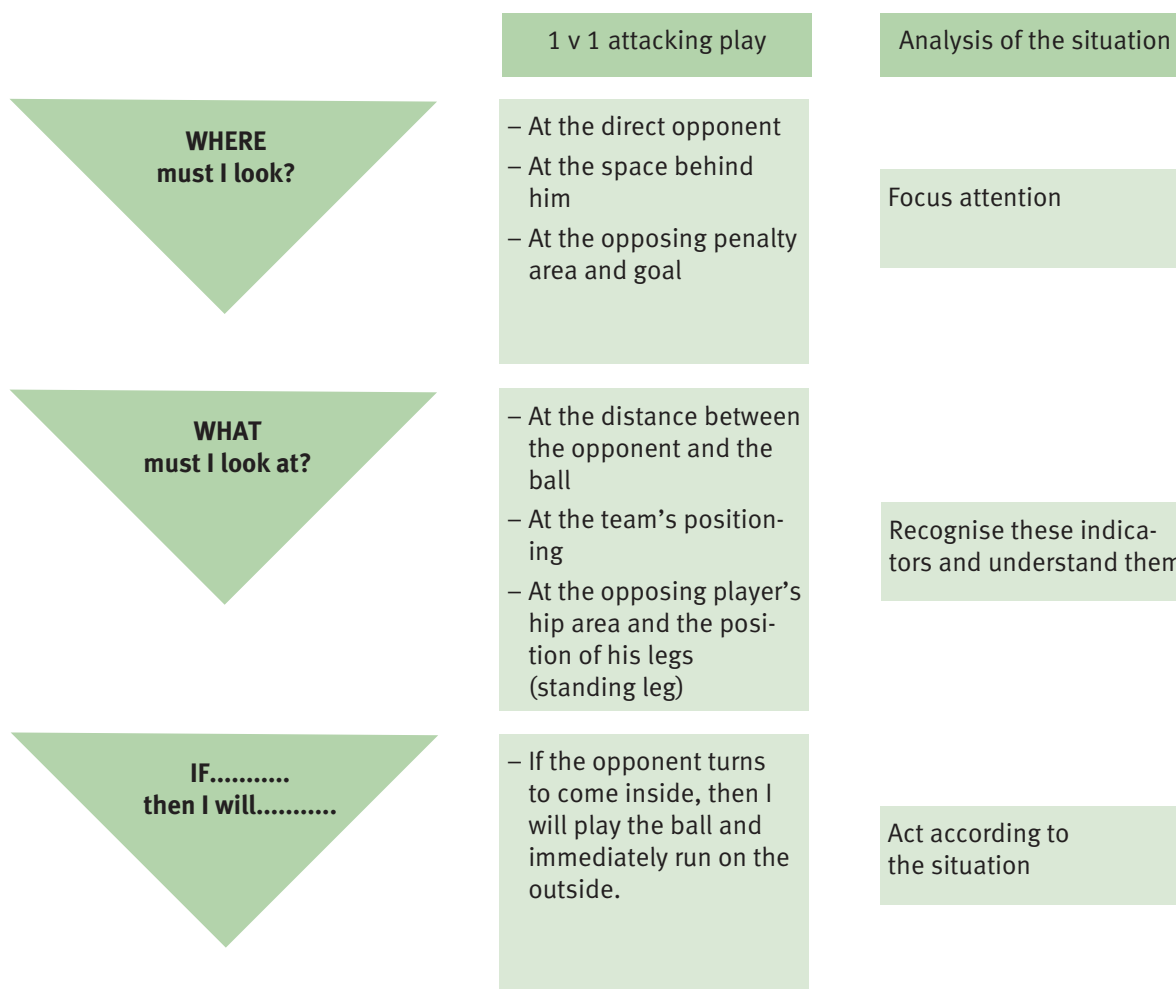 1 v 1 attacking play
Analysis of the situation
WHERE
must I look?
– At the direct opponent
– At the space behind
him
– At the opposing penalty
area and goal
Focus attention
WHAT
must I look at?
– At the distance between
the opponent and the
ball
– At the team’s position-
ing
– At the opposing player’s
hip area and the posi-
tion of his legs
(standing leg)
Recognise these indica-
tors and understand them
IF...........
then I will...........
– If the opponent turns
to come inside, then I
will play the ball and
immediately run on the
outside.
Act according to
the situation